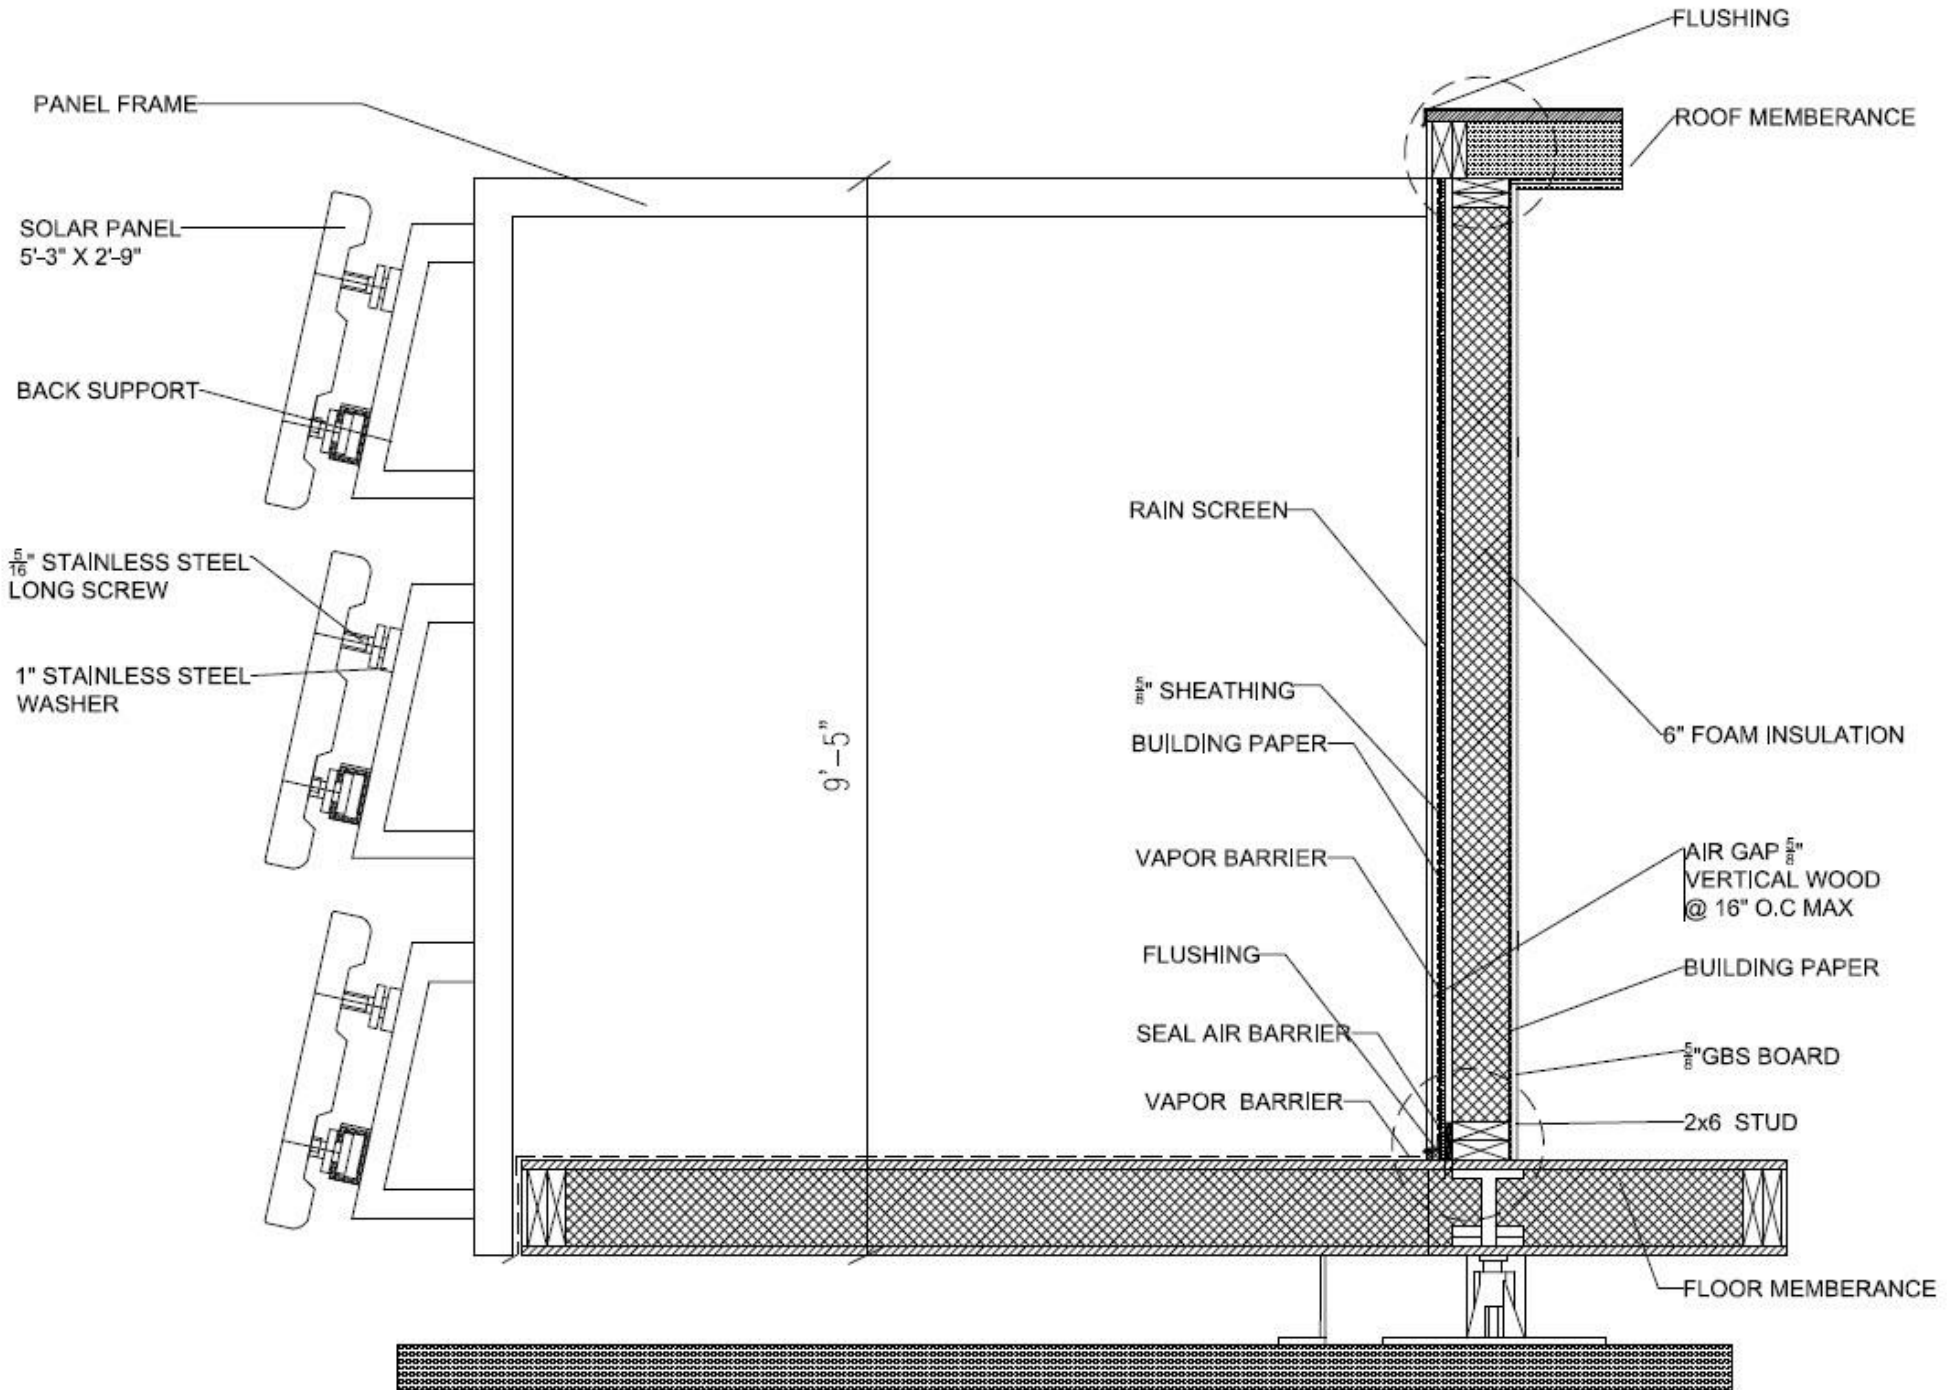 FLUSHING
PANEL FRAME
ROOF MEMBERANCE
SOLAR PANEL
5'-3" X 2'-9"
BACK SUPPORT
5/16" STAINLESS STEEL
LONG SCREW
1" STAINLESS STEEL
WASHER
9'-5"
RAIN SCREEN
5/8" SHEATHING
BUILDING PAPER
VAPOR BARRIER
FLUSHING
SEAL AIR BARRIER
VAPOR BARRIER
6" FOAM INSULATION
AIR GAP 5/8"
VERTICAL WOOD
@ 16" O.C MAX
BUILDING PAPER
5/8"GBS BOARD
2x6 STUD
FLOOR MEMBERANCE